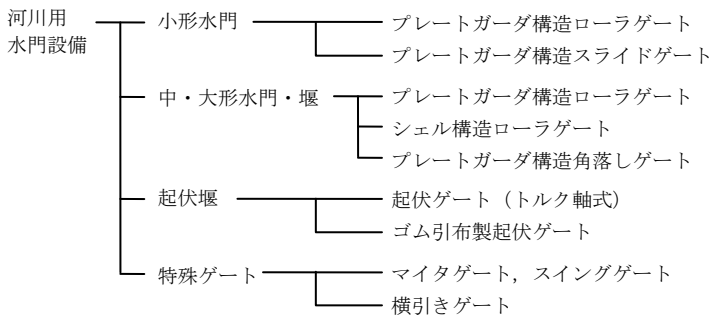 河川用
水門設備
小形水門
プレートガーダ構造ローラゲート
プレートガーダ構造スライドゲート
中・大形水門・堰
プレートガーダ構造ローラゲート
シェル構造ローラゲート
プレートガーダ構造角落しゲート
起伏堰
起伏ゲート（トルク軸式）
ゴム引布製起伏ゲート
特殊ゲート
マイタゲート，スイングゲート
横引きゲート